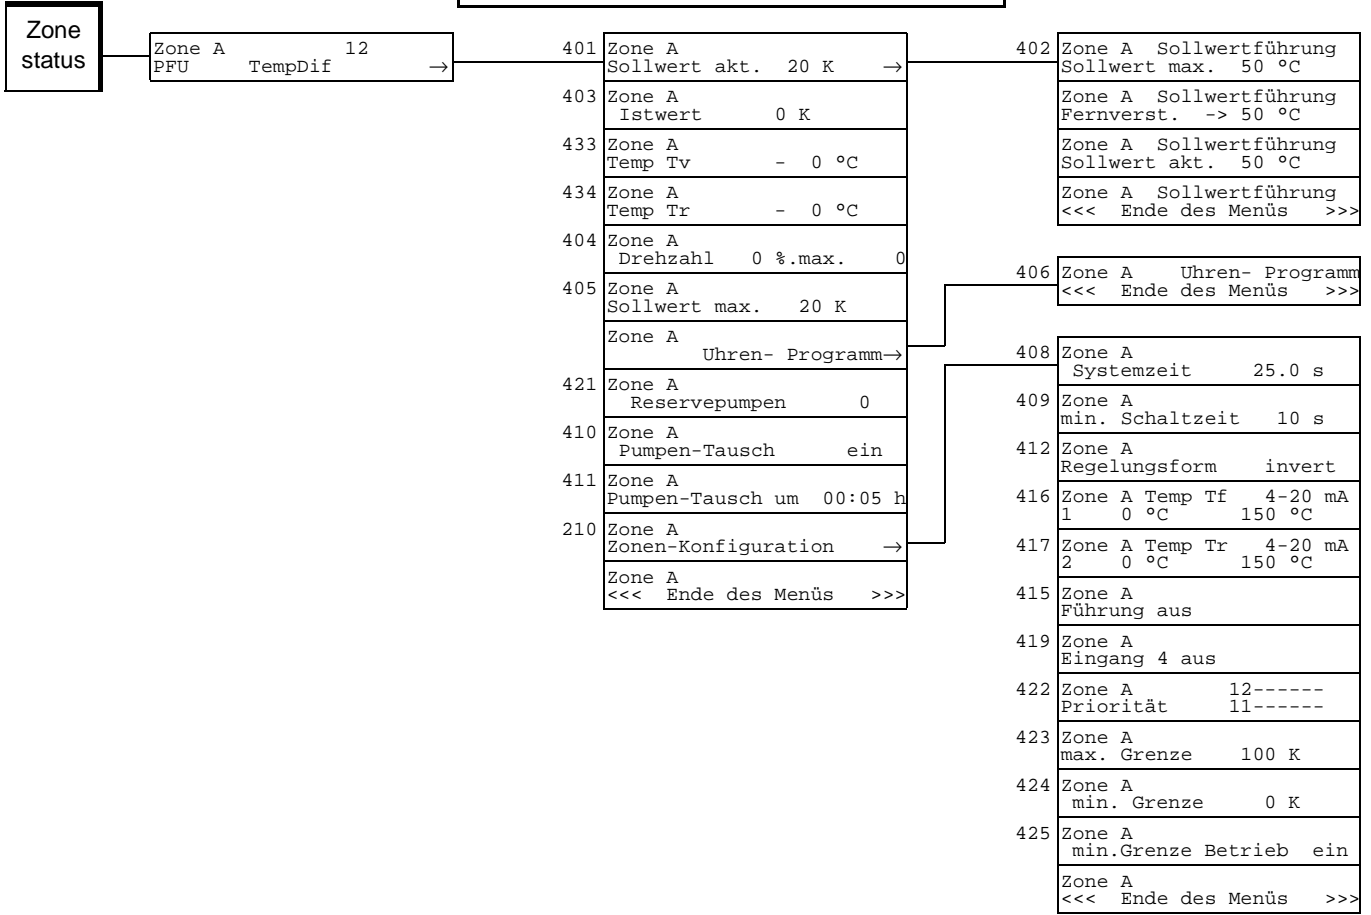 Zone
status
Zone A 12
PFU TempDif →
401 Zone A
Sollwert akt. 20 K →
403 Zone A
Istwert 0 K
433 Zone A
Temp Tv - 0 °C
434 Zone A
Temp Tr - 0 °C
404 Zone A
Drehzahl 0 %.max. 0
405 Zone A
Sollwert max. 20 K
Zone A
Uhren- Programm→
421 Zone A
Reservepumpen 0
410 Zone A
Pumpen-Tausch ein
411 Zone A
Pumpen-Tausch um 00:05 h
210 Zone A
Zonen-Konfiguration →
Zone A
<<< Ende des Menüs >>>
402 Zone A Sollwertführung
Sollwert max. 50 °C
Zone A Sollwertführung
Fernverst. -> 50 °C
Zone A Sollwertführung
Sollwert akt. 50 °C
Zone A Sollwertführung
<<< Ende des Menüs >>>
406 Zone A Uhren- Programm
<<< Ende des Menüs >>>
408 Zone A
Systemzeit 25.0 s
409 Zone A
min. Schaltzeit 10 s
412 Zone A
Regelungsform invert
416 Zone A Temp Tf 4-20 mA
1 0 °C 150 °C
417 Zone A Temp Tr 4-20 mA
2 0 °C 150 °C
415 Zone A
Führung aus
419 Zone A
Eingang 4 aus
422 Zone A 12------
Priorität 11------
423 Zone A
max. Grenze 100 K
424 Zone A
min. Grenze 0 K
425 Zone A
min.Grenze Betrieb ein
Zone A
<<< Ende des Menüs >>>